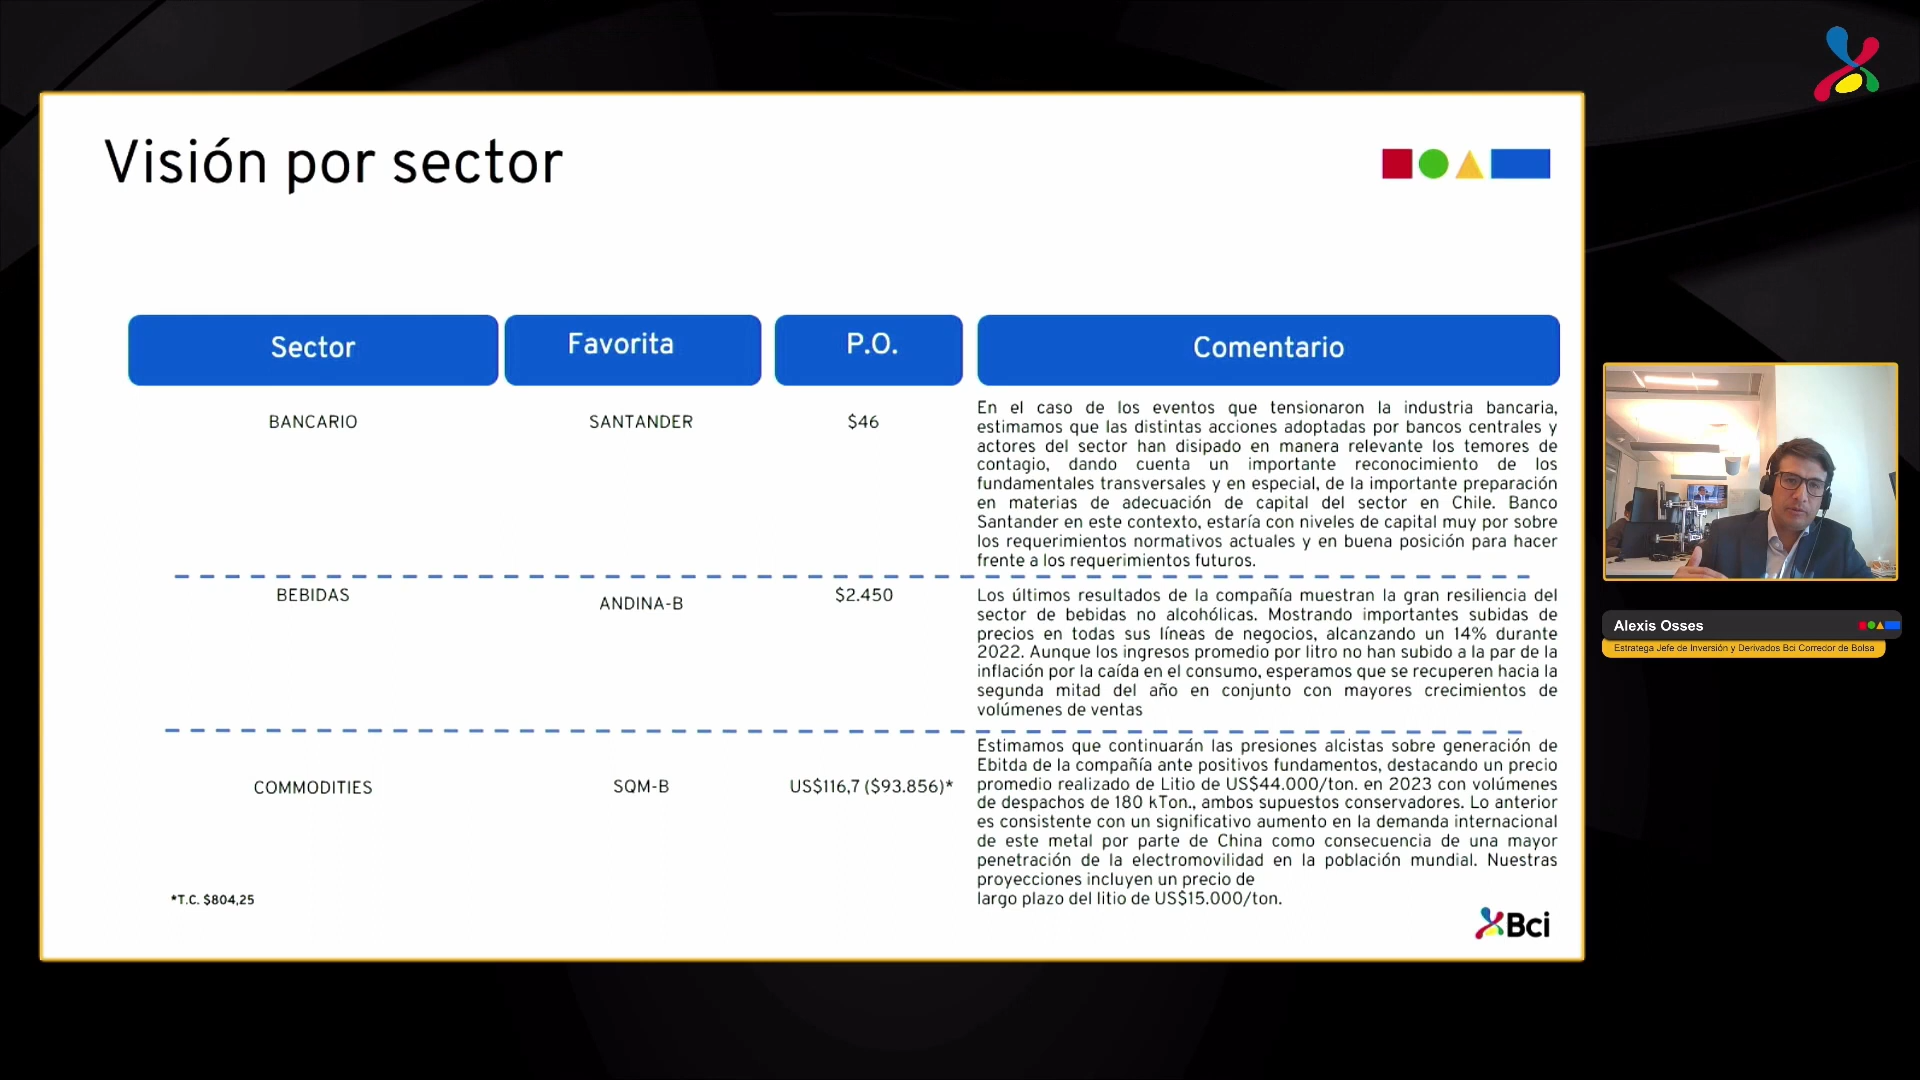 Visión por sector
Sector
Favorita
P.O.
Comentario
BANCARIO
SANTANDER
$46
En el caso de los eventos que tensionaron la industria bancaria,
estimamos que las distintas acciones adoptadas por bancos centrales y
actores del sector han disipado en manera relevante los temores de
contagio, dando cuenta un importante reconocimiento de los
fundamentales transversales y en especial, de la importante preparación
en materias de adecuación de capital del sector en Chile. Banco
Santander en este contexto, estaría con niveles de capital muy por sobre
los requerimientos normativos actuales y en buena posición para hacer
frente a los requerimientos futuros.
BEBIDAS
ANDINA-B
$2.450
Los últimos resultados de la compañía muestran la gran resiliencia del
sector de bebidas no alcohólicas. Mostrando importantes subidas de
precios en todas sus líneas de negocios, alcanzando un 14% durante
2022. Aunque los ingresos promedio por litro no han subido a la par de la
inflación por la caída en el consumo, esperamos que se recuperen hacia la
segunda mitad del año en conjunto con mayores crecimientos de
volúmenes de ventas
COMMODITIES
SQM-B
US$116,7 ($93.856)*
Estimamos que continuarán las presiones alcistas sobre generación de
Ebitda de la compañía ante positivos fundamentos, destacando un precio
promedio realizado de Litio de US$44.000/ton. en 2023 con volúmenes
de despachos de 180 kTon., ambos supuestos conservadores. Lo anterior
es consistente con un significativo aumento en la demanda internacional
de este metal por parte de China como consecuencia de una mayor
penetración de la electromovilidad en la población mundial. Nuestras
proyecciones incluyen un precio de
largo plazo del litio de US$15.000/ton.
*T.C. $804,25
Bci
Alexis Osses
Estratega Jefe de Inversión y Derivados Bci Corredor de Bolsa